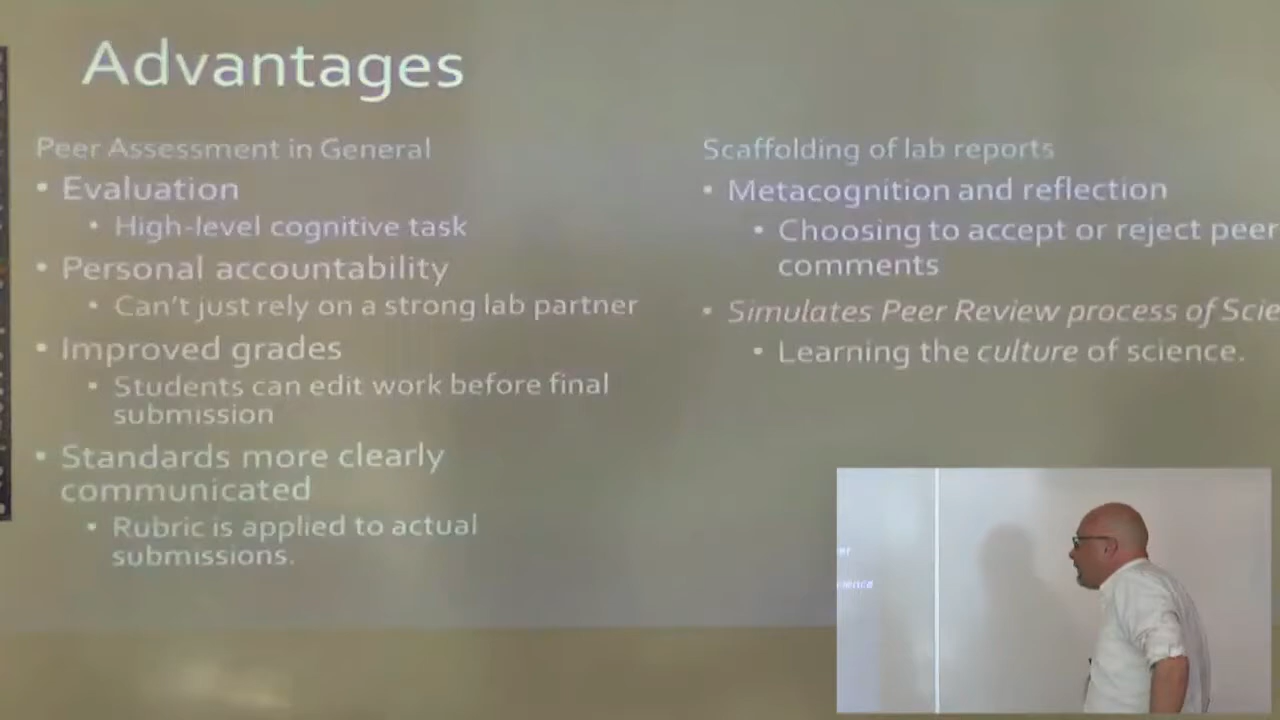 Advantages
Peer Assessment in General
• Evaluation
• High-level cognitive task
• Personal accountability
• Can't just rely on a strong lab partner
• Improved grades
• Students can edit work before final
submission
• Standards more clearly
communicated
• Rubric is applied to actual
submissions.
Scaffolding of lab reports
• Metacognition and reflection
• Choosing to accept or reject peer
comments
• Simulates Peer Review process of Scie
• Learning the culture of science.
er
ience